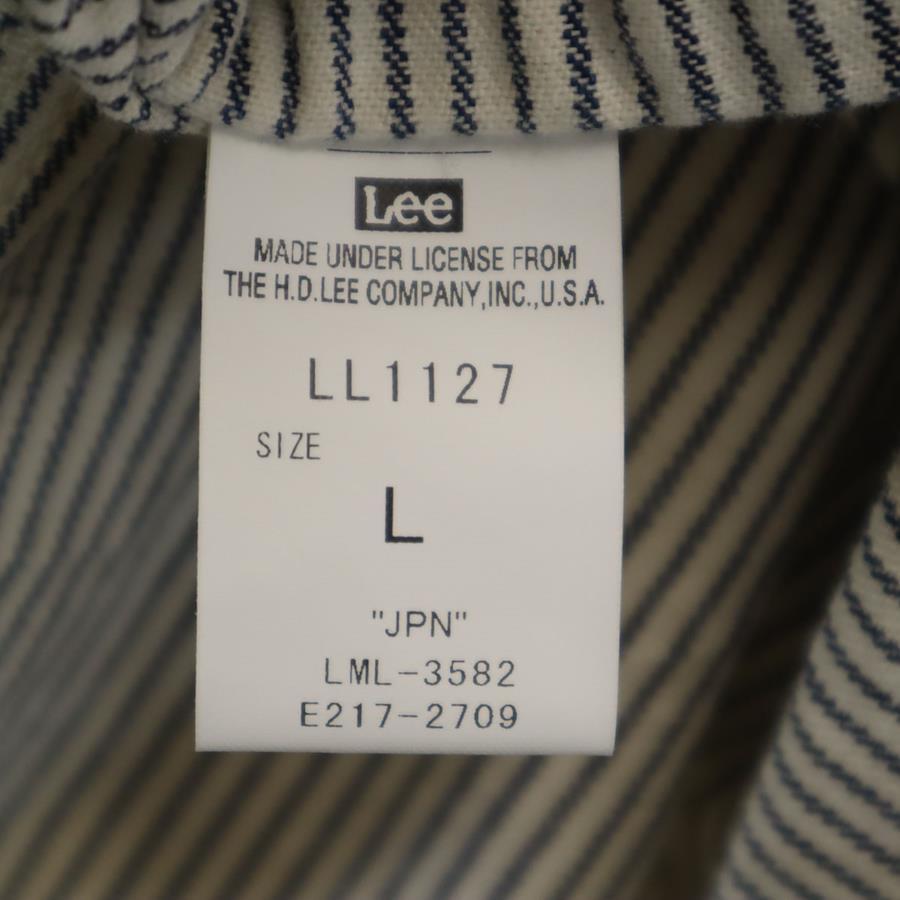 Lee
MADE UNDER LICENSE FROM
THE H.D.LEE COMPANY,INC.,U.S.A.
LL1127
SIZE
L
"JPN"
LML-3582
E217-2709